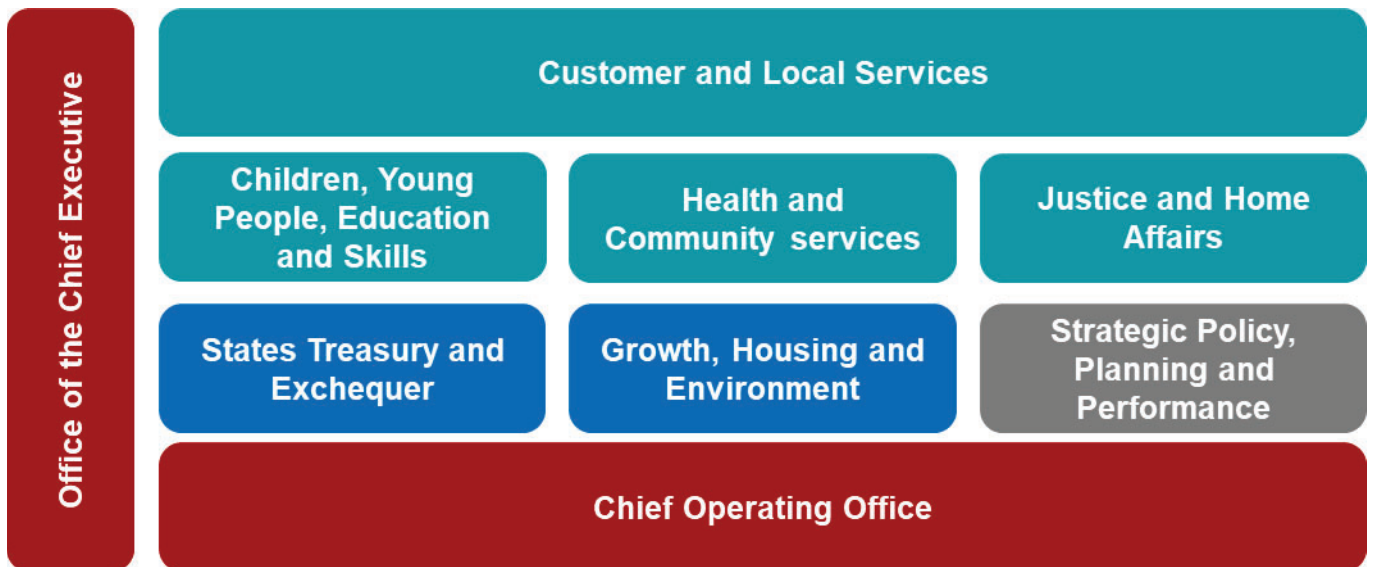 Office of the Chief Executive
Customer and Local Services
Children, Young
People, Education
and Skills
Health and
Community services
Justice and Home
Affairs
States Treasury and
Exchequer
Growth, Housing and
Environment
Strategic Policy,
Planning and
Performance
Chief Operating Office